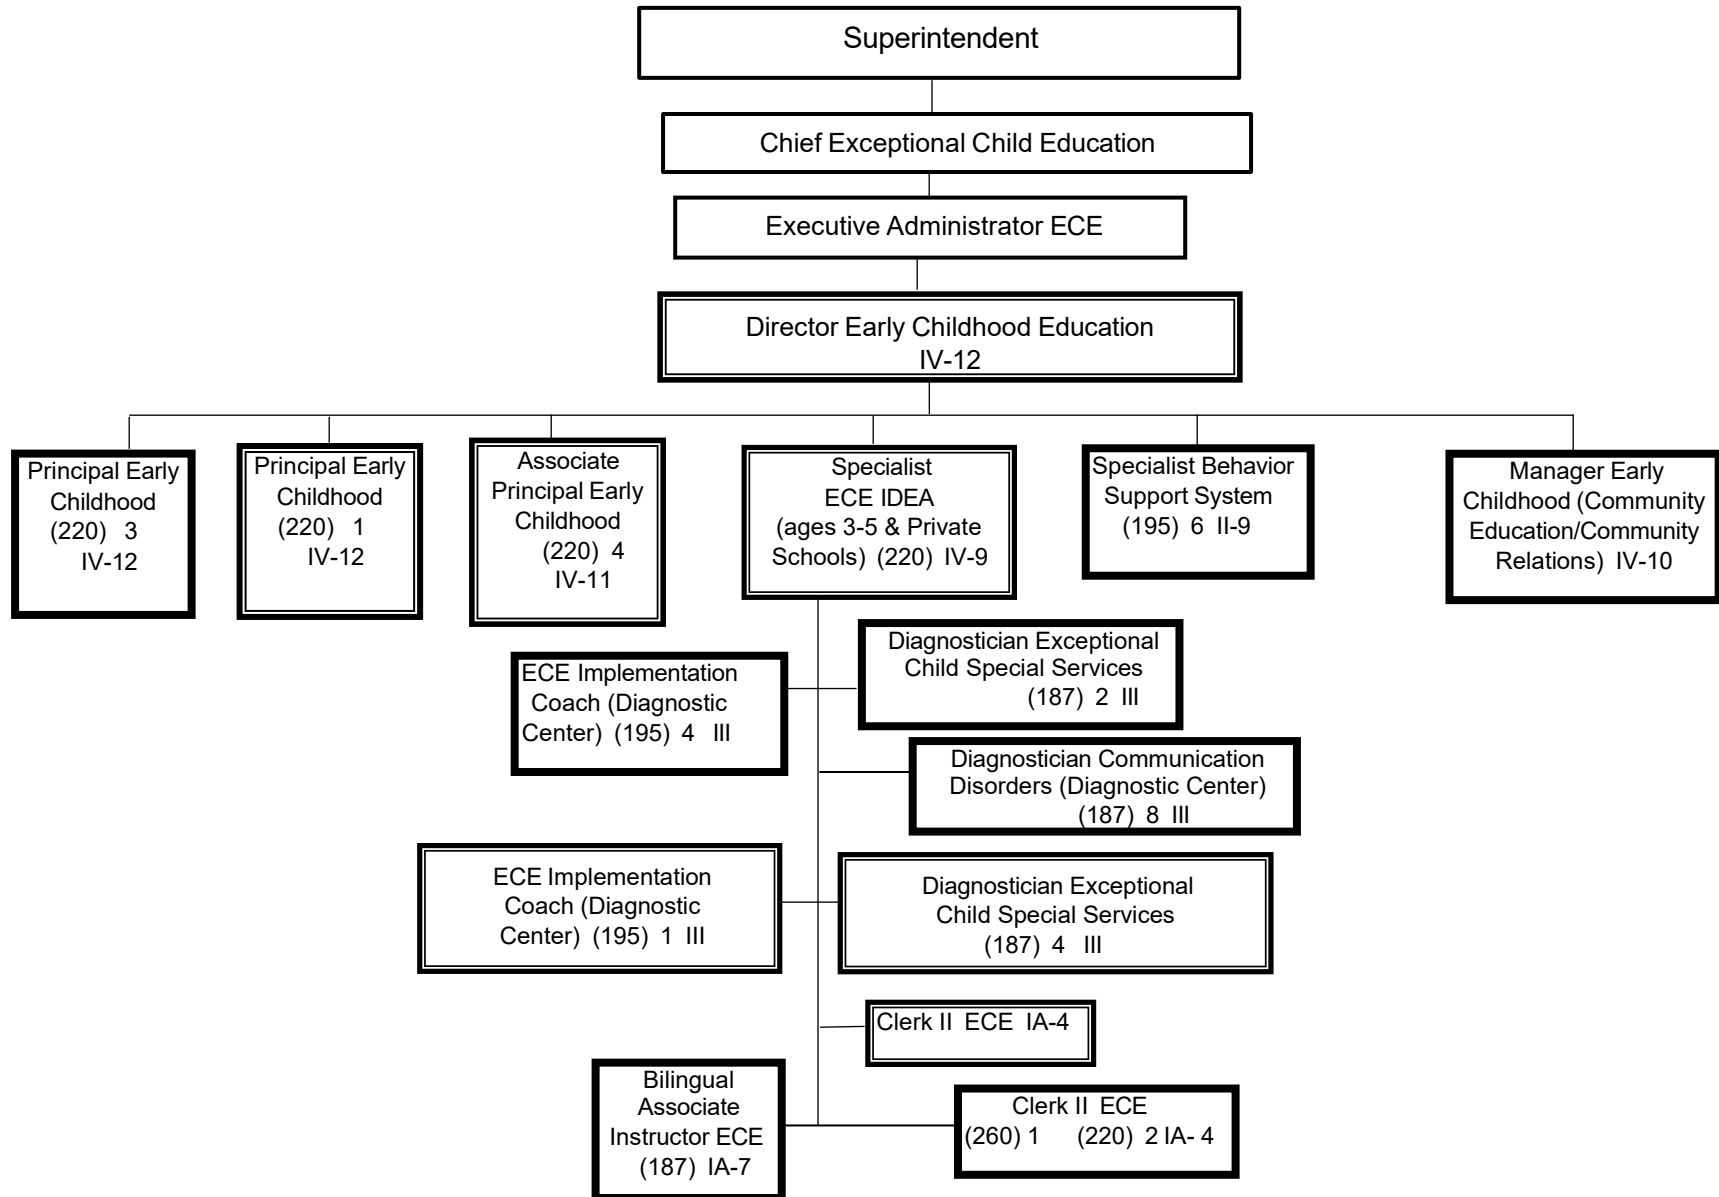 Superintendent
Chief Exceptional Child Education
Executive Administrator ECE
Director Early Childhood Education
IV-12
Principal Early
Childhood
(220) 3
IV-12
Principal Early
Childhood
(220) 1
IV-12
Associate
Principal Early
Childhood
(220) 4
IV-11
Specialist
ECE IDEA
(ages 3-5 & Private
Schools) (220) IV-9
Specialist Behavior
Support System
(195) 6 II-9
Manager Early
Childhood (Community
Education/Community
Relations) IV-10
ECE Implementation
Coach (Diagnostic
Center) (195) 4 III
Diagnostician Exceptional
Child Special Services
(187) 2 III
Diagnostician Communication
Disorders (Diagnostic Center)
(187) 8 III
ECE Implementation
Coach (Diagnostic
Center) (195) 1 III
Diagnostician Exceptional
Child Special Services
(187) 4 III
Clerk II ECE IA-4
Bilingual
Associate
Instructor ECE
(187) IA-7
Clerk II ECE
(260) 1 (220) 2 IA- 4